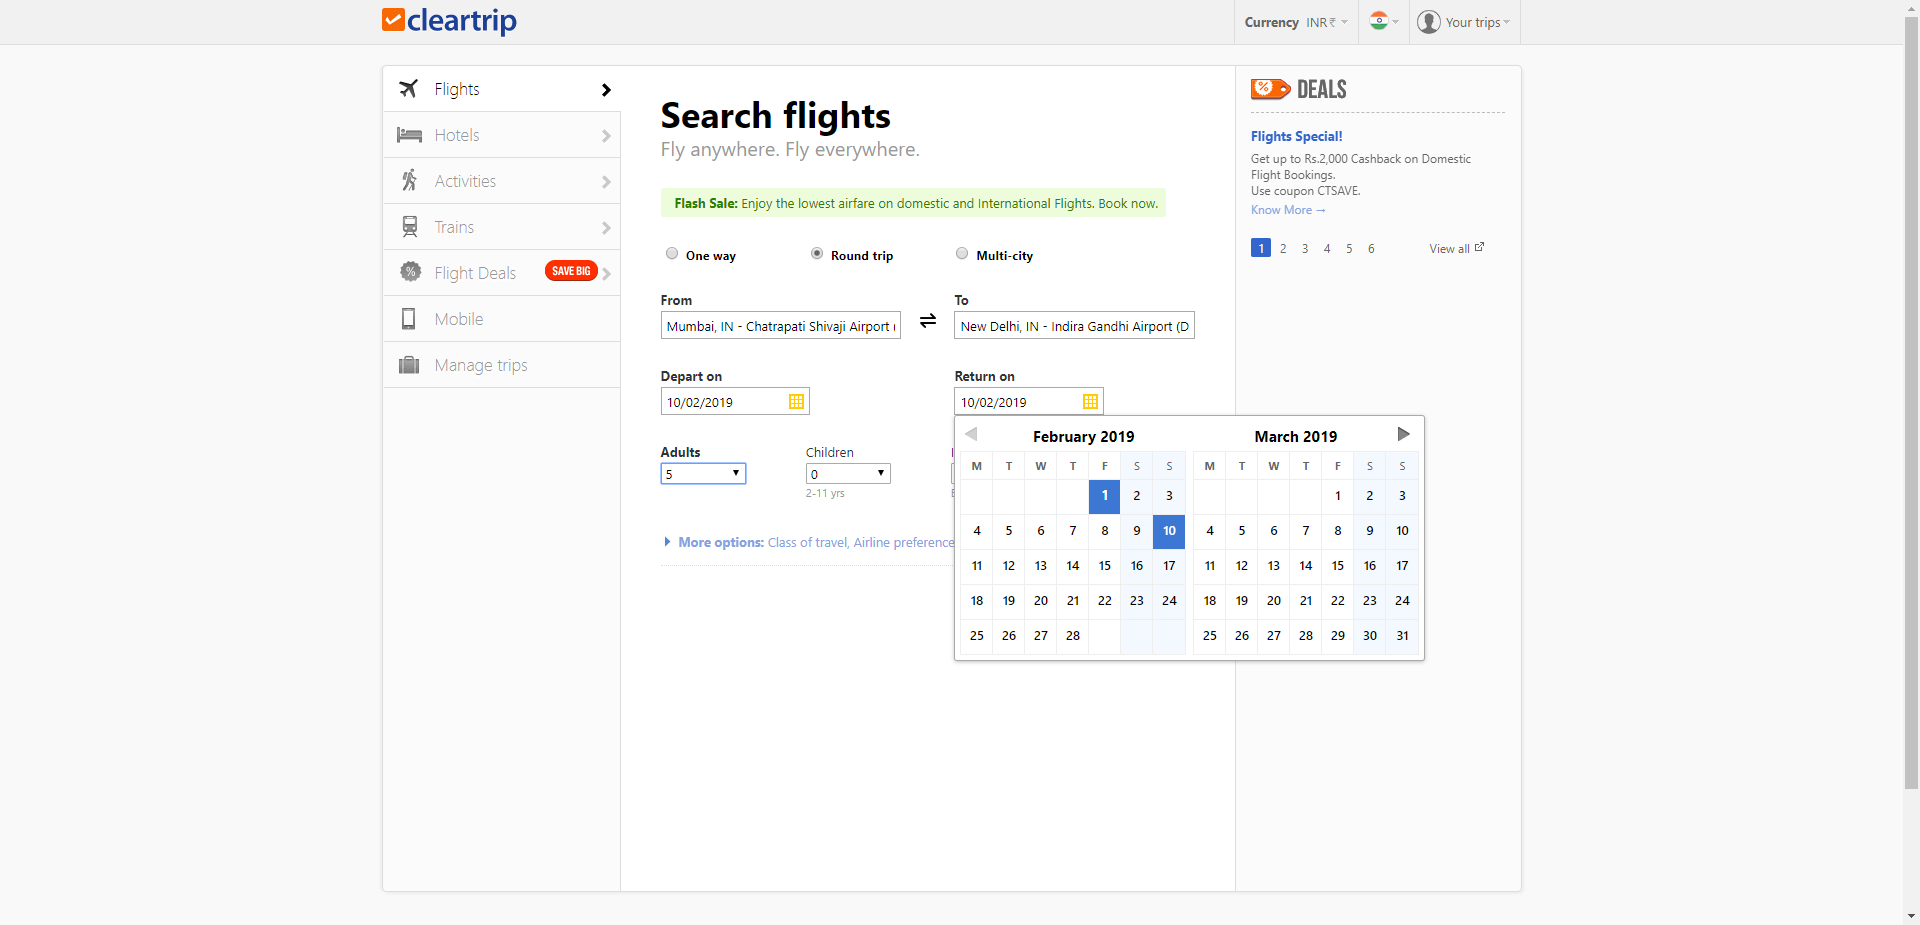 cleartrip
Currency INR ₹
Your trips
Flights
Hotels
Activities
Trains
Flight Deals SAVE BIG
Mobile
Manage trips
Search flights
Fly anywhere. Fly everywhere.
Flash Sale: Enjoy the lowest airfare on domestic and International Flights. Book now.
One way Round trip Multi-city
From To
Mumbai, IN - Chatrapati Shivaji Airport New Delhi, IN - Indira Gandhi Airport (D
Depart on Return on
10/02/2019 10/02/2019
Adults Children
5 0
2-11 yrs
More options: Class of travel, Airline preference
February 2019 March 2019
M T W T F S S M T W T F S S
1 2 3 1 2 3
4 5 6 7 8 9 10 4 5 6 7 8 9 10
11 12 13 14 15 16 17 11 12 13 14 15 16 17
18 19 20 21 22 23 24 18 19 20 21 22 23 24
25 26 27 28 25 26 27 28 29 30 31
% DEALS
Flights Special!
Get up to Rs.2,000 Cashback on Domestic
Flight Bookings.
Use coupon CTSAVE.
Know More →
1 2 3 4 5 6 View all